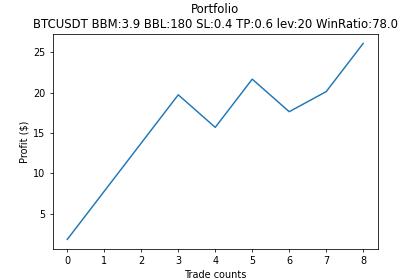 Portfolio
BTCUSDT BBM:3.9 BBL:180 SL:0.4 TP:0.6 lev:20 WinRatio:78.0
25
20
15
10
5
Profit ($)
0 1 2 3 4 5 6 7 8
Trade counts